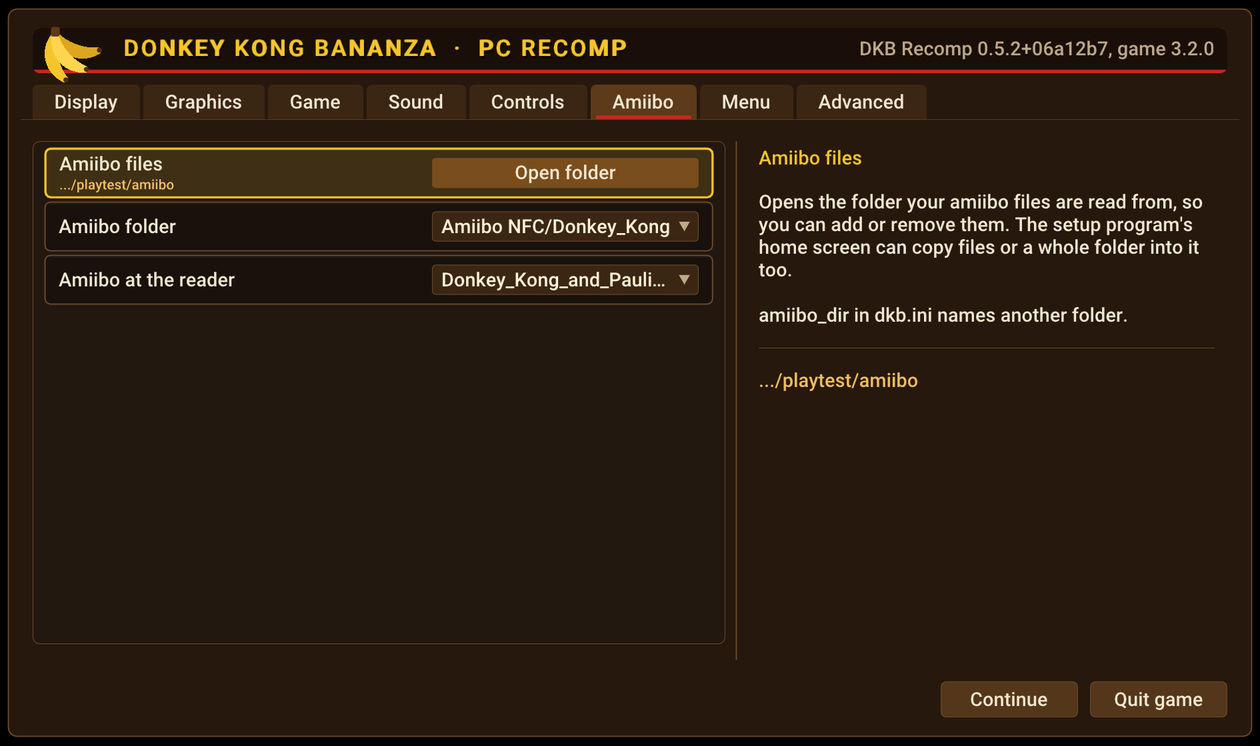 DONKEY KONG BANANZA · PC RECOMP
DKB Recomp 0.5.2+06a12b7, game 3.2.0
Display
Graphics
Game
Sound
Controls
Amiibo
Menu
Advanced
Amiibo files
.../playtest/amiibo
Open folder
Amiibo folder
Amiibo NFC/Donkey_Kong
Amiibo at the reader
Donkey_Kong_and_Pauli...
Amiibo files
Opens the folder your amiibo files are read from, so
you can add or remove them. The setup program's
home screen can copy files or a whole folder into it
too.
amiibo_dir in dkb.ini names another folder.
.../playtest/amiibo
Continue
Quit game